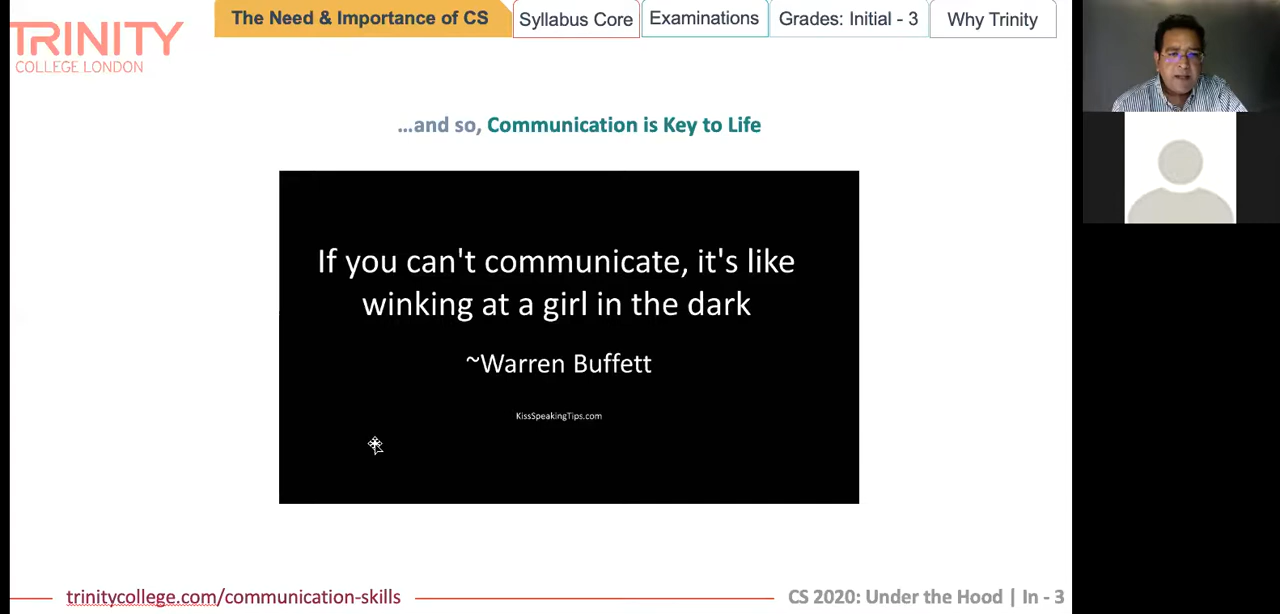 The Need & Importance of CS
Syllabus Core
Examinations
Grades: Initial - 3
Why Trinity
TRINITY
COLLEGE LONDON
...and so, Communication is Key to Life
If you can't communicate, it's like
winking at a girl in the dark
~Warren Buffett
KissSpeakingTips.com
trinitycollege.com/communication-skills
CS 2020: Under the Hood | In - 3